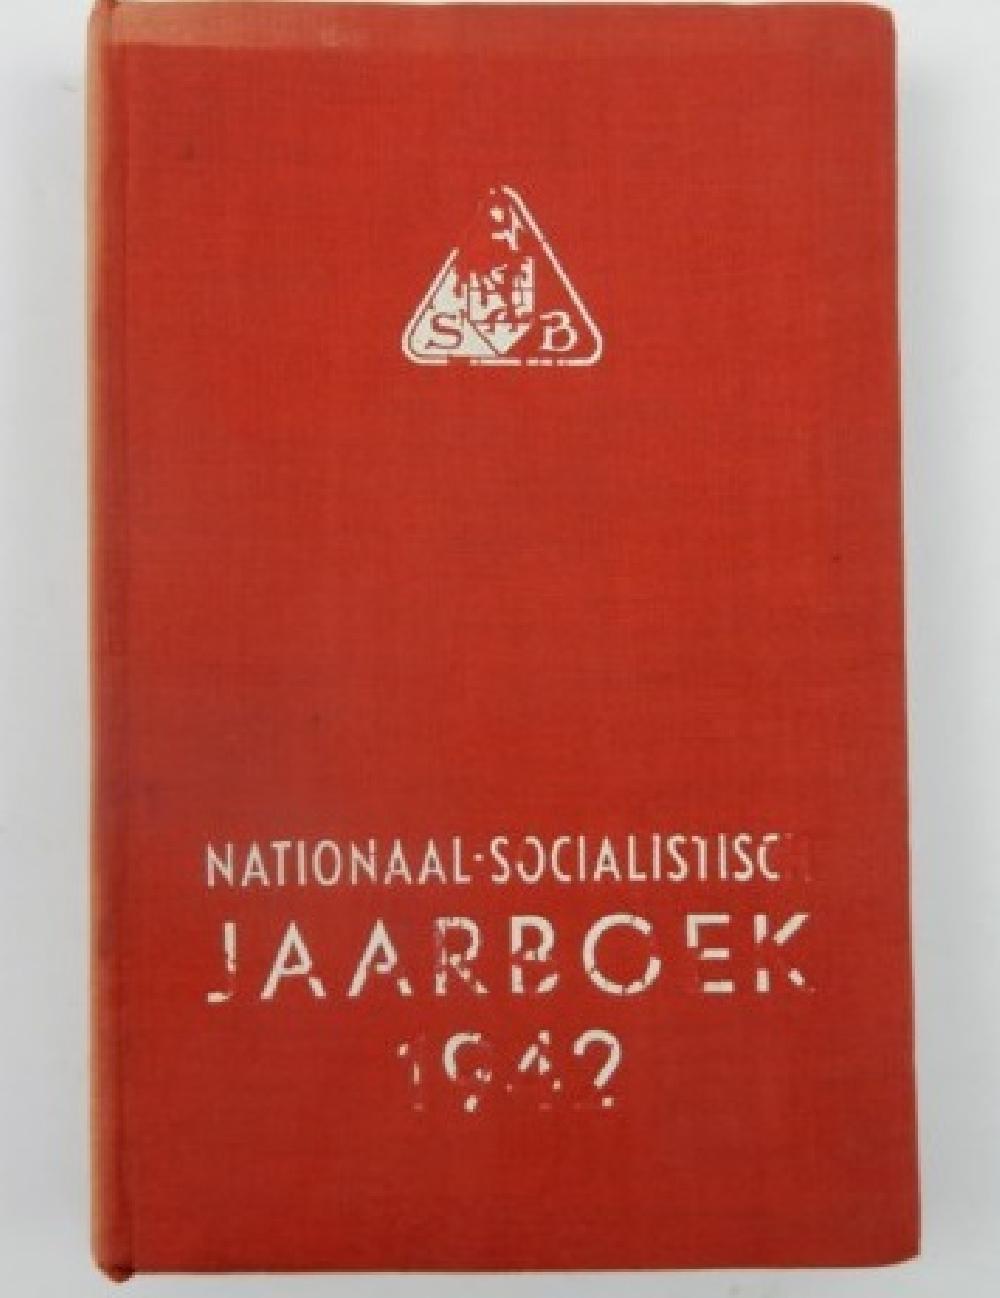 S B
NATIONAAL-SOCIALISTISCH
JAARBOEK
1942